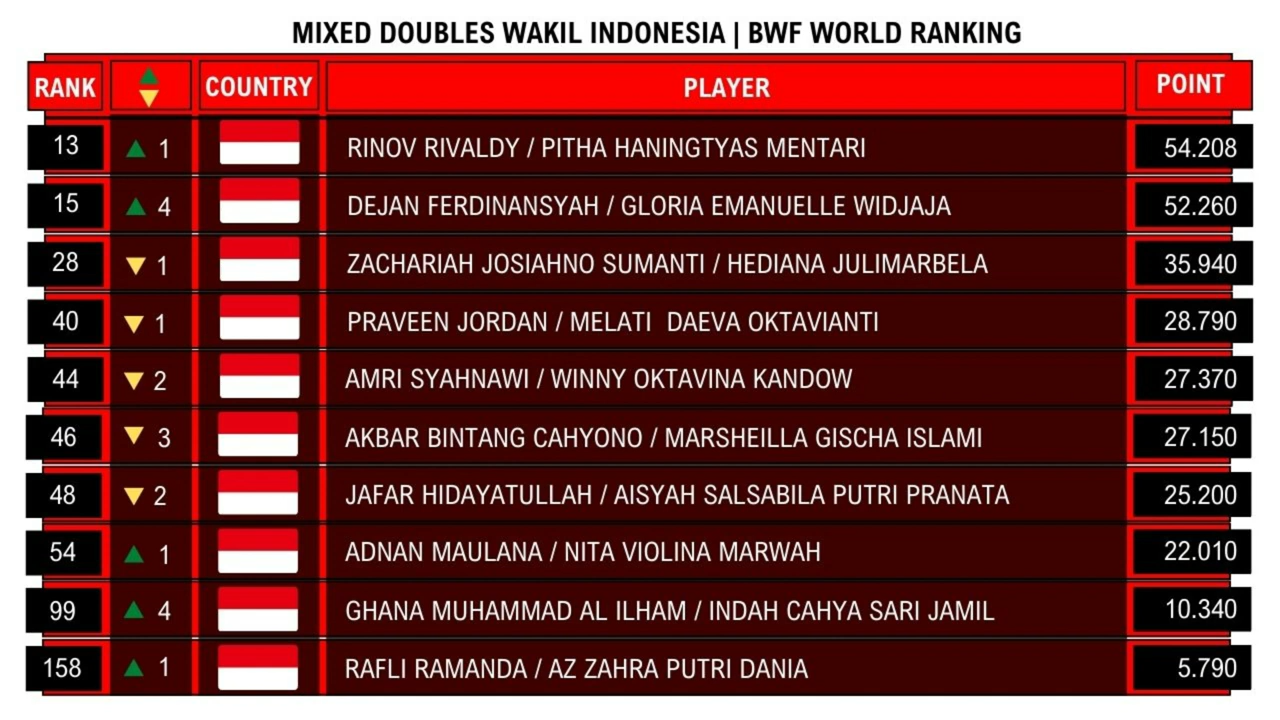 MIXED DOUBLES WAKIL INDONESIA | BWF WORLD RANKING
RANK COUNTRY PLAYER POINT
13 1 RINOV RIVALDY / PITHA HANINGTYAS MENTARI 54.208
15 4 DEJAN FERDINANSYAH / GLORIA EMANUELLE WIDJAJA 52.260
28 1 ZACHARIAH JOSIAHNO SUMANTI / HEDIANA JULIMARBELA 35.940
40 1 PRAVEEN JORDAN / MELATI DAEVA OKTAVIANTI 28.790
44 2 AMRI SYAHNAWI / WINNY OKTAVINA KANDOW 27.370
46 3 AKBAR BINTANG CAHYONO / MARSHEILLA GISCHA ISLAMI 27.150
48 2 JAFAR HIDAYATULLAH / AISYAH SALSABILA PUTRI PRANATA 25.200
54 1 ADNAN MAULANA / NITA VIOLINA MARWAH 22.010
99 4 GHANA MUHAMMAD AL ILHAM / INDAH CAHYA SARI JAMIL 10.340
158 1 RAFLI RAMANDA / AZ ZAHRA PUTRI DANIA 5.790